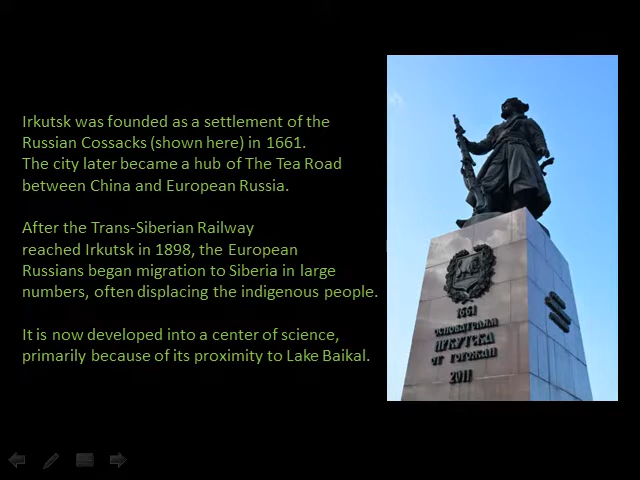 Irkutsk was founded as a settlement of the
Russian Cossacks (shown here) in 1661.
The city later became a hub of The Tea Road
between China and European Russia.
After the Trans-Siberian Railway
reached Irkutsk in 1898, the European
Russians began migration to Siberia in large
numbers, often displacing the indigenous people.
It is now developed into a center of science,
primarily because of its proximity to Lake Baikal.
1661
ОСНОВАТЕЛЯМ
ИРКУТСКА
ОТ ГОРОЖАН
2011